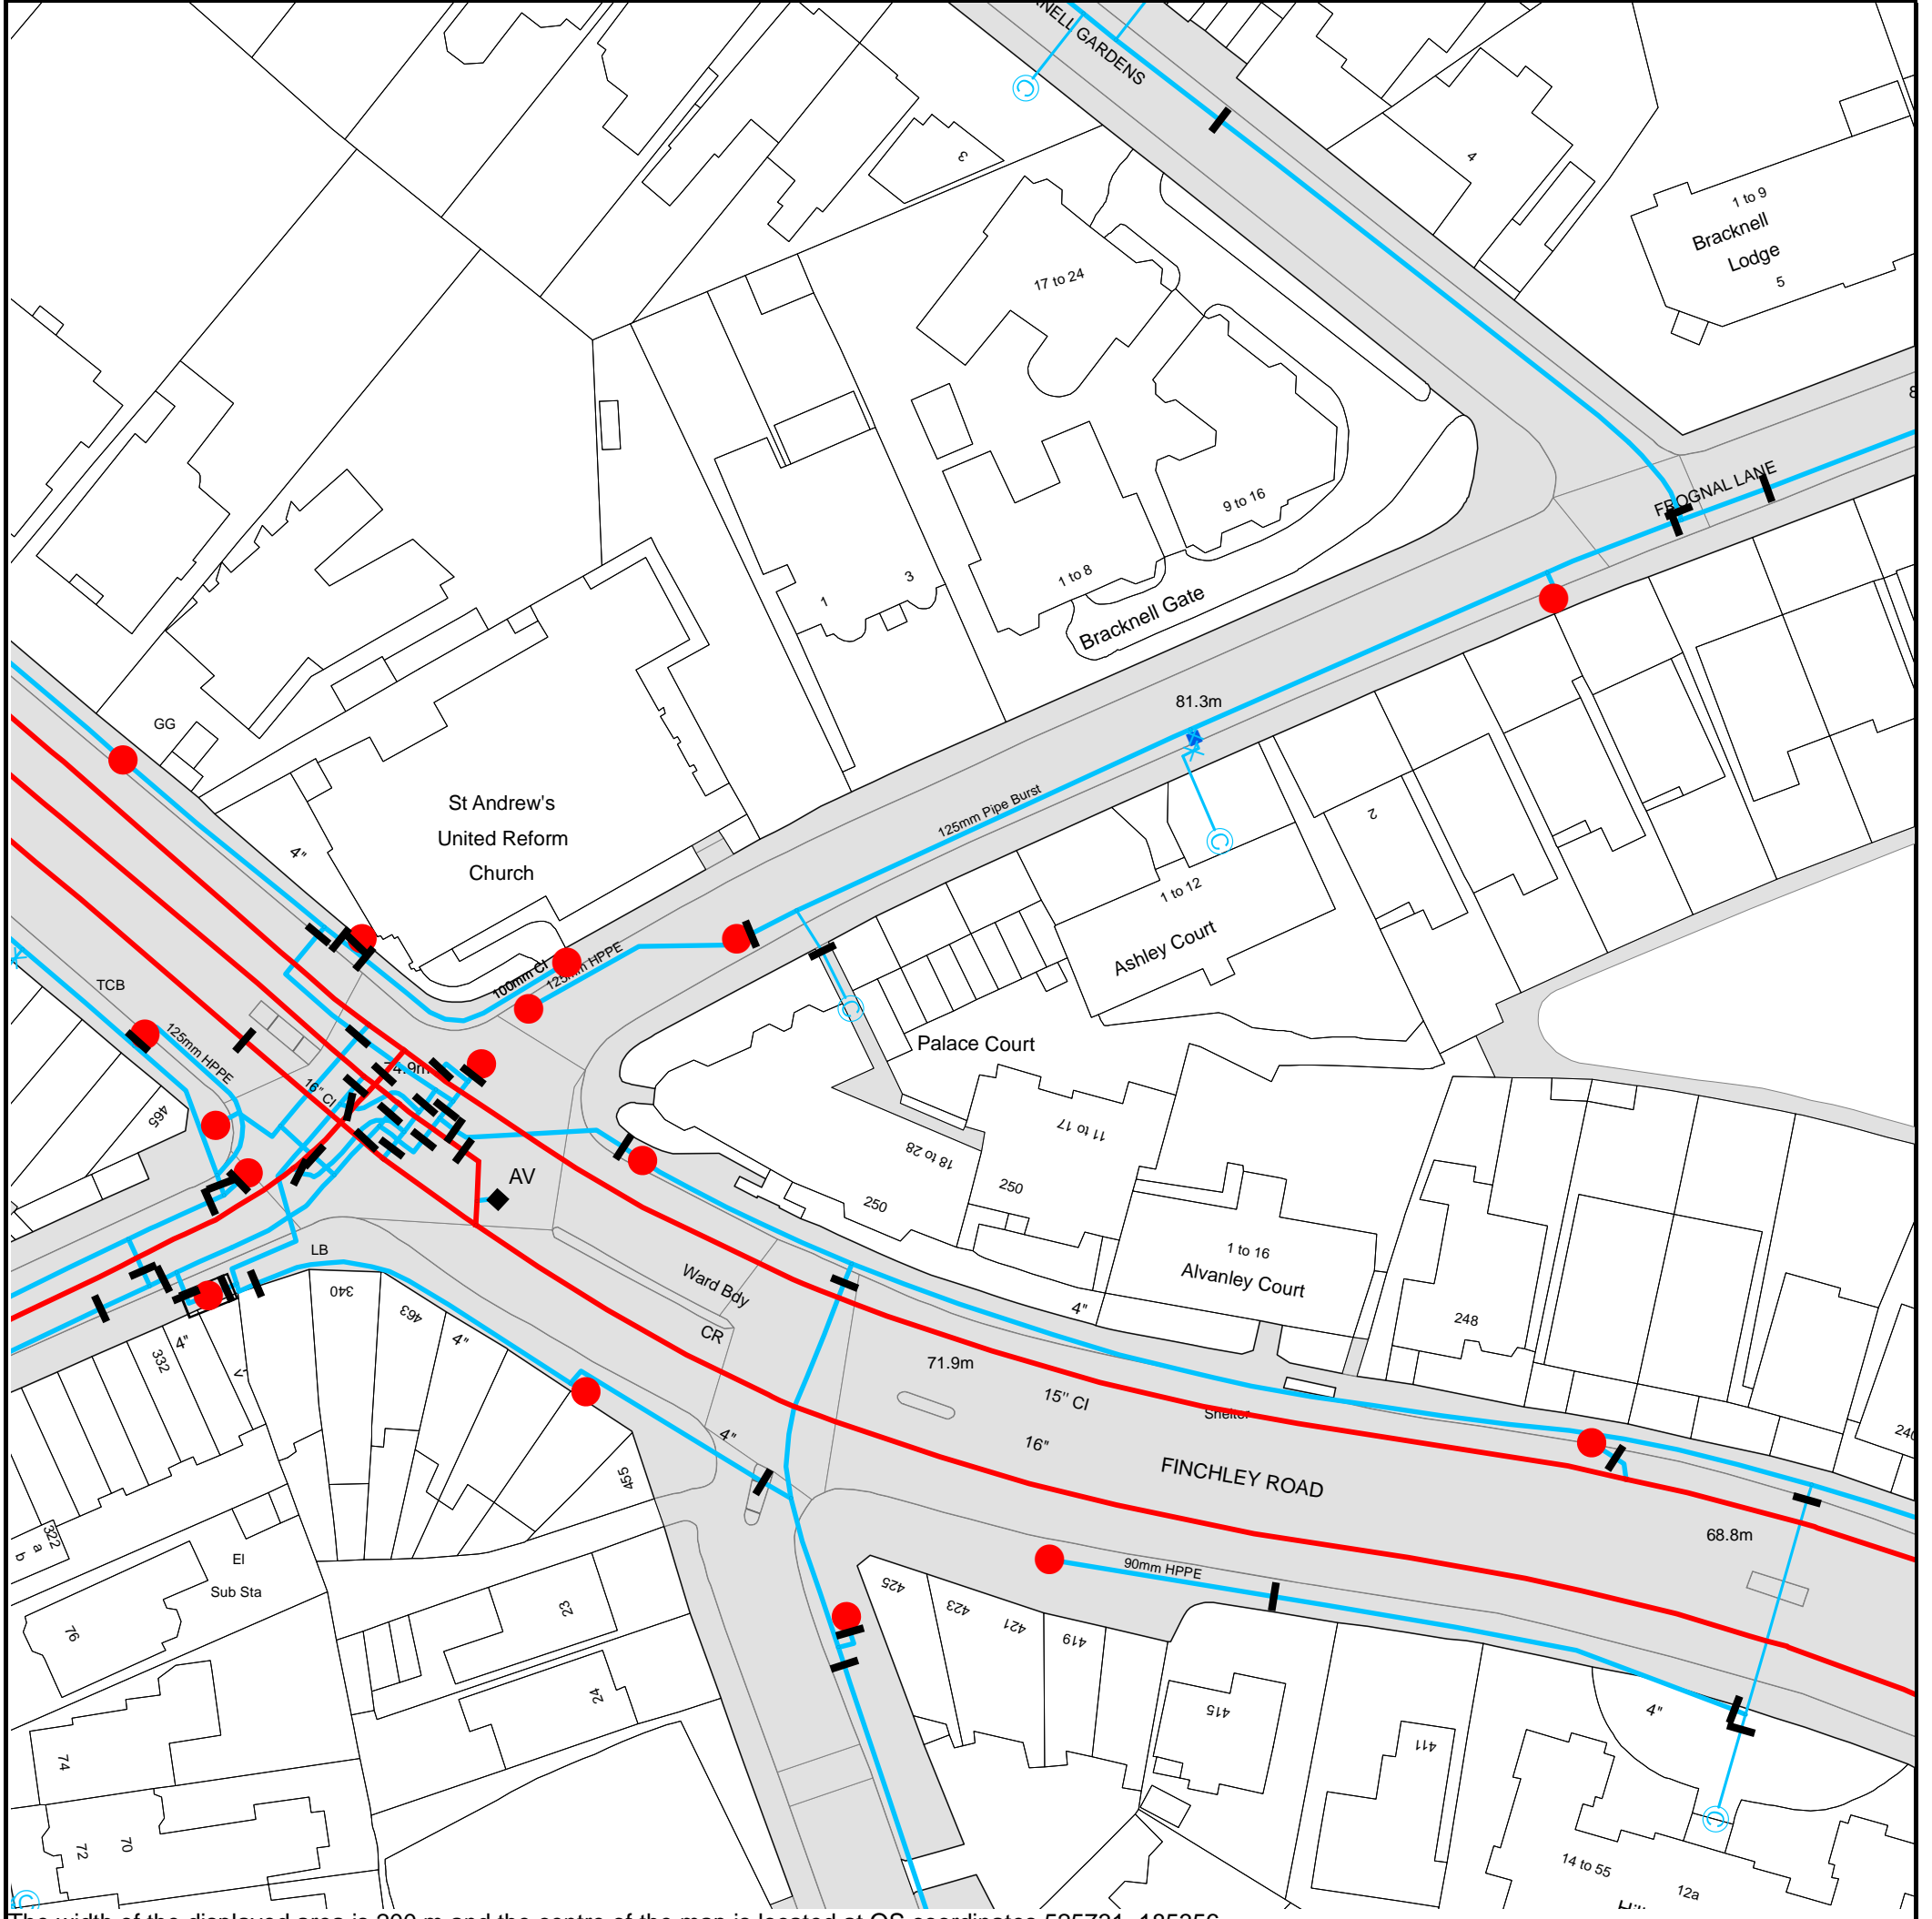 GARDENS
3
4
1 to 9
Bracknell
Lodge
5
17 to 24
9 to 16
FROGNAL LANE
1 to 8
Bracknell Gate
3
1
81.3m
GG
St Andrew's
United Reform
Church
4"
125mm Pipe Burst
2
1 to 12
Ashley Court
100mm CI
125mm HPPE
TCB
125mm HPPE
Palace Court
74.9m
16" CI
465
11 to 17
18 to 28
AV
250
250
LB
1 to 16
Alvanley Court
Ward Bdy
340
463
4"
4"
248
CR
71.9m
15" CI
Shelter
4"
332
4"
16"
FINCHLEY ROAD
455
68.8m
322
a
b
El
Sub Sta
90mm HPPE
425
423
421
419
23
76
24
415
411
4"
74
72
70
14 to 55
12a